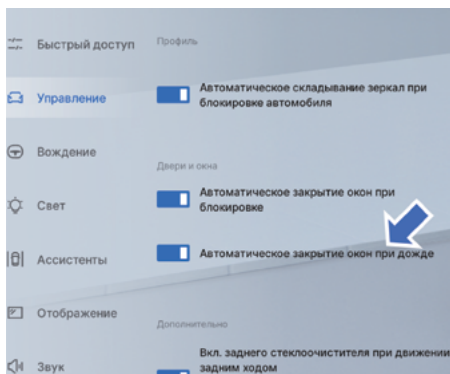 Быстрый доступ
Управление
Вождение
Свет
Ассистенты
Отображение
Звук
Профиль
Автоматическое складывание зеркал при
блокировке автомобиля
Двери и окна
Автоматическое закрытие окон при
блокировке
Автоматическое закрытие окон при дожде
Дополнительно
Вкл. заднего стеклоочистителя при движении
задним ходом